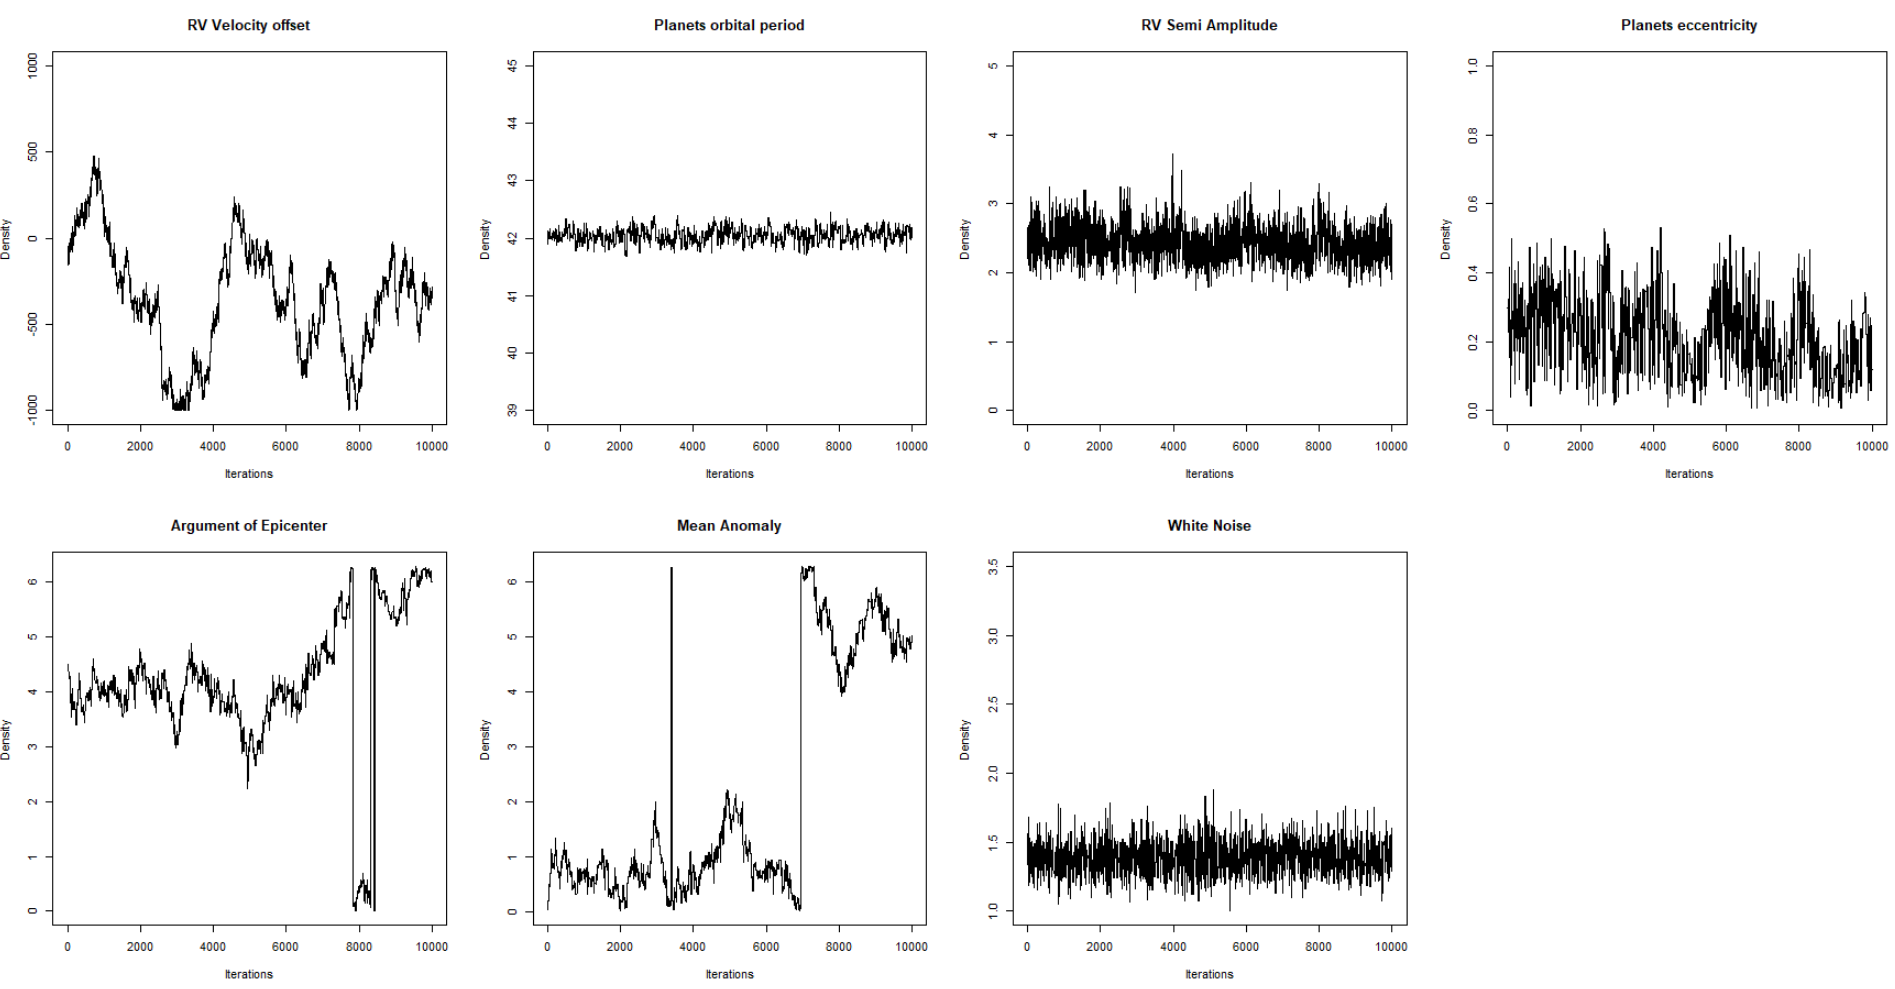 RV Velocity offset
Density
1000
500
0
-500
-1000
0 2000 4000 6000 8000 10000
Iterations
Planets orbital period
Density
45
44
43
42
41
40
39
0 2000 4000 6000 8000 10000
Iterations
RV Semi Amplitude
Density
5
4
3
2
1
0
0 2000 4000 6000 8000 10000
Iterations
Planets eccentricity
Density
1.0
0.8
0.6
0.4
0.2
0.0
0 2000 4000 6000 8000 10000
Iterations
Argument of Epicenter
Density
6
5
4
3
2
1
0
0 2000 4000 6000 8000 10000
Iterations
Mean Anomaly
Density
6
5
4
3
2
1
0
0 2000 4000 6000 8000 10000
Iterations
White Noise
Density
3.5
3.0
2.5
2.0
1.5
1.0
0 2000 4000 6000 8000 10000
Iterations